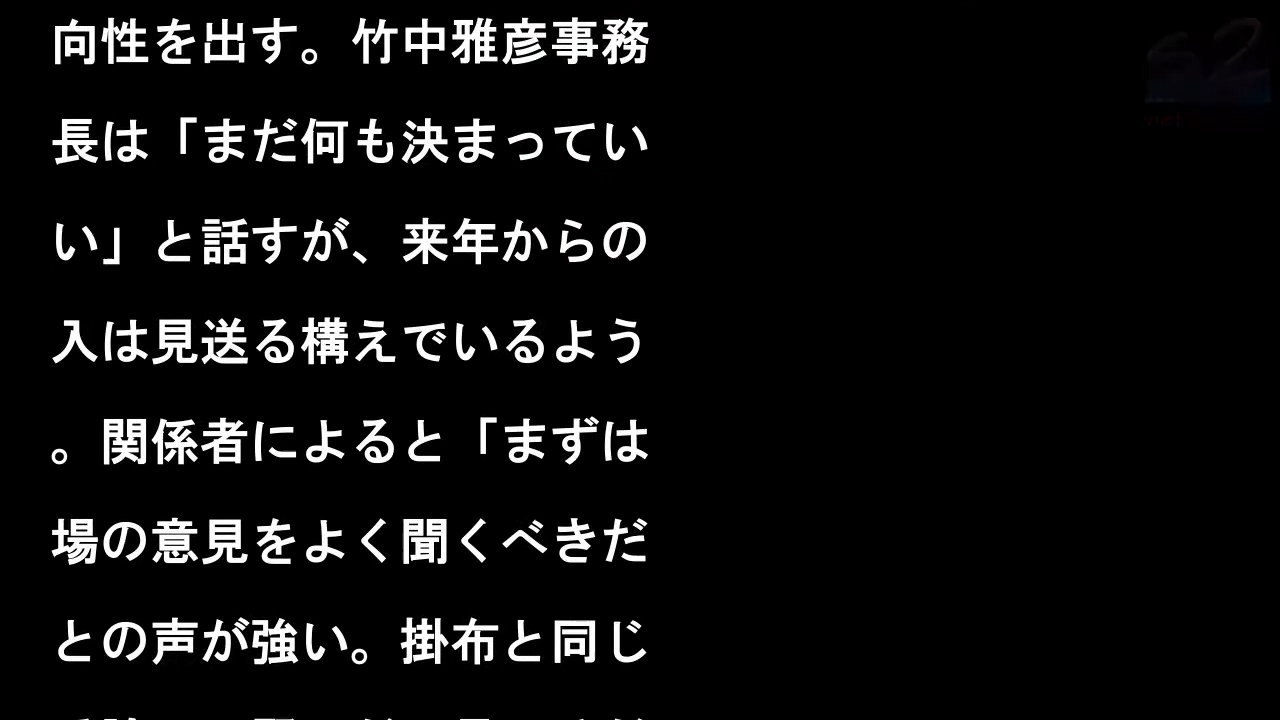 向性を出す。竹中雅彦事務
長は「まだ何も決まってい
い」と話すが、来年からの
入は見送る構えでいるよう
。関係者によると「まずは
場の意見をよく聞くべきだ
との声が強い。掛布と同じ